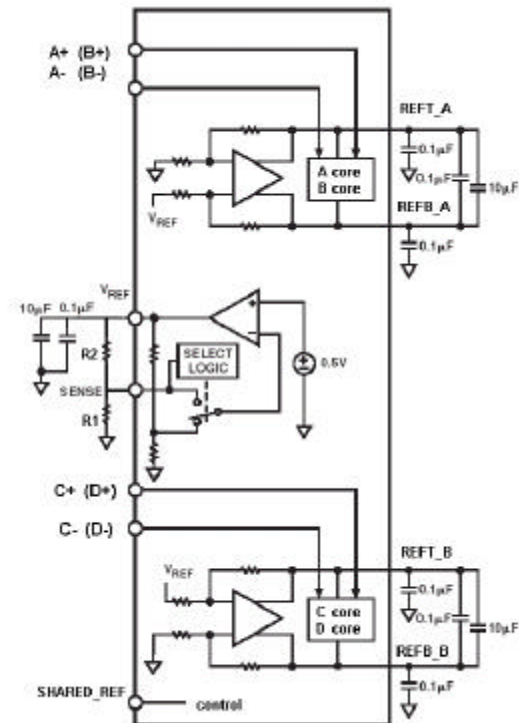 A+ (B+)
A- (B-)
REFT_A
0.1µF
A core
B core
0.1µF
10µF
VREF
REFB_A
0.1µF
VREF
10µF 0.1µF
R2
SELECT
LOGIC
0.5V
SENSE
R1
C+ (D+)
C- (D-)
REFT_B
VREF
0.1µF
C core
D core
0.1µF
10µF
REFB_B
0.1µF
SHARED_REF
control